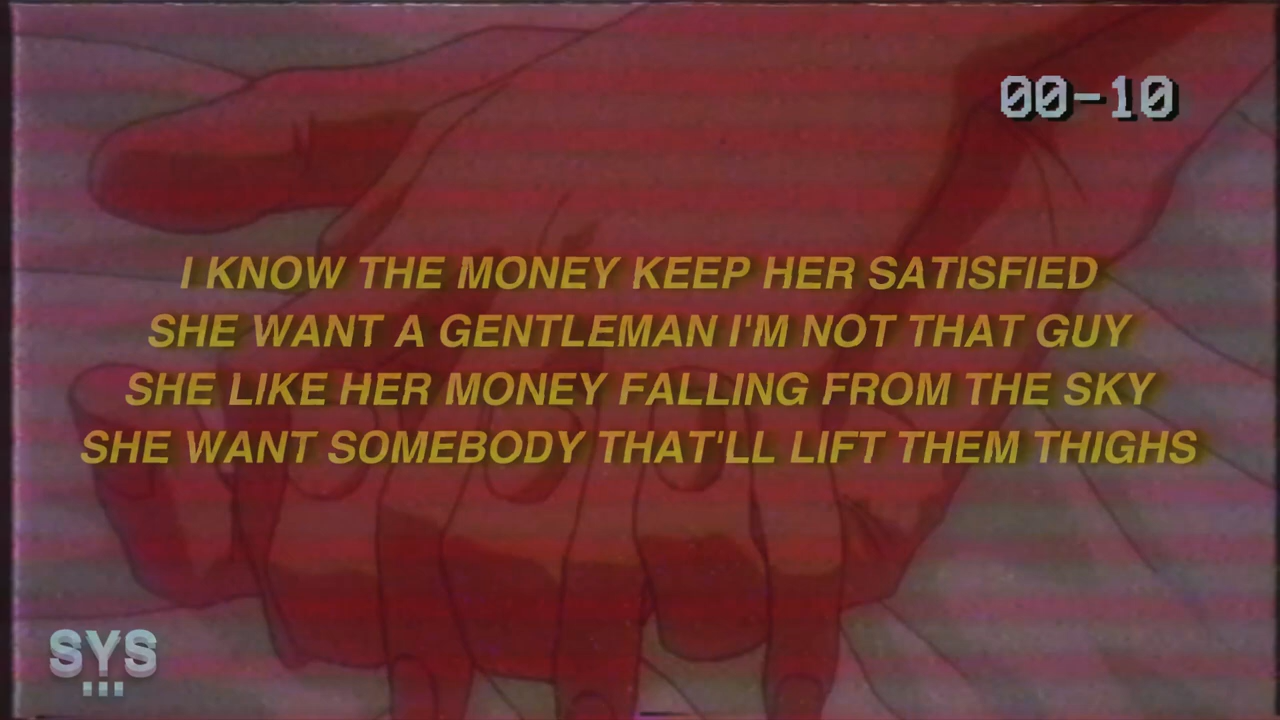 00-10
I KNOW THE MONEY KEEP HER SATISFIED
SHE WANT A GENTLEMAN I'M NOT THAT GUY
SHE LIKE HER MONEY FALLING FROM THE SKY
SHE WANT SOMEBODY THAT'LL LIFT THEM THIGHS
SYS